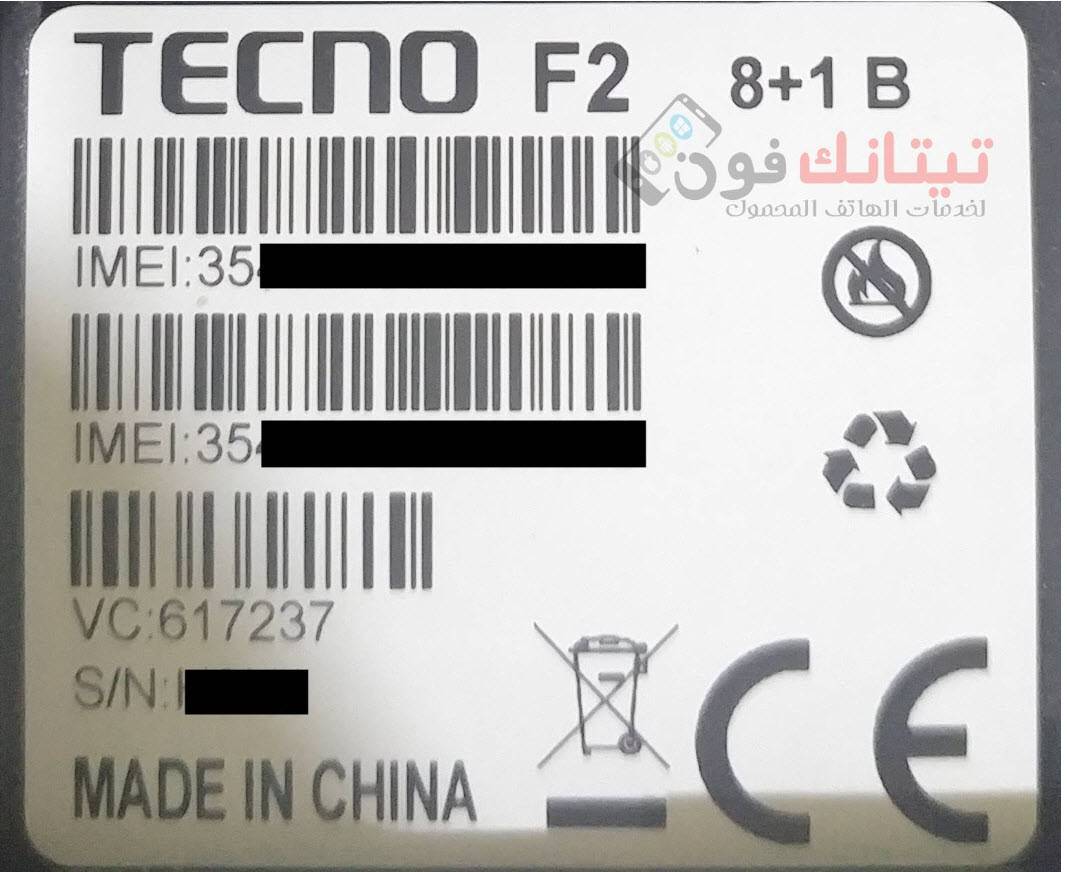 TECNO F2 8+1 B
تيتانك فون
لخدمات الهاتف المحمول
IMEI:35
IMEI:35
VC:617237
S/N:
MADE IN CHINA
CE